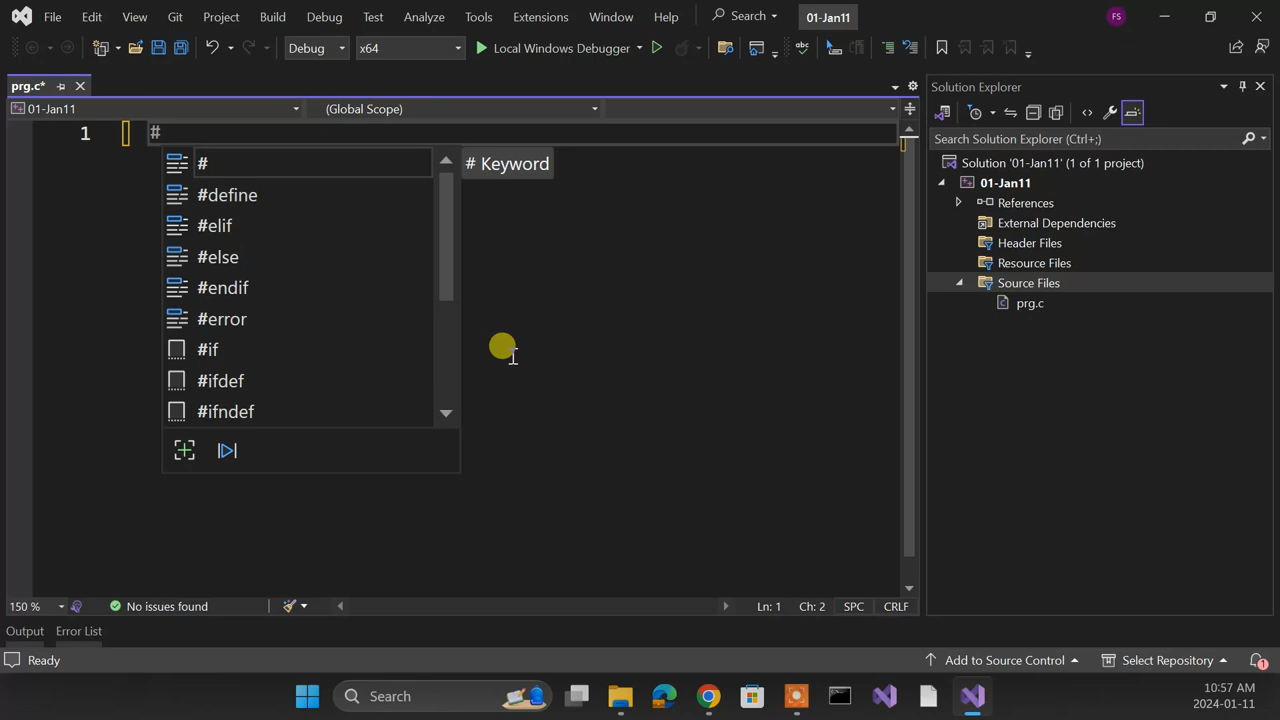 File Edit View Git Project Build Debug Test Analyze Tools Extensions Window Help Search 01-Jan11 FS
Debug x64 Local Windows Debugger
prg.c*
Solution Explorer
01-Jan11 (Global Scope)
Search Solution Explorer (Ctrl+;)
1 #
#
# Keyword
#define
#elif
#else
#endif
#error
#if
#ifdef
#ifndef
Solution '01-Jan11' (1 of 1 project)
01-Jan11
References
External Dependencies
Header Files
Resource Files
Source Files
prg.c
150 % No issues found Ln: 1 Ch: 2 SPC CRLF
Output Error List
Ready Add to Source Control Select Repository 1
Search
10:57 AM
2024-01-11